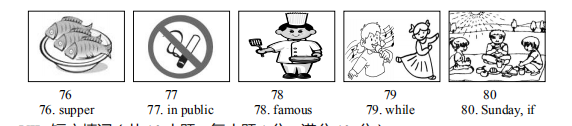 76 77 78 79 80
76. supper 77. in public 78. famous 79. while 80. Sunday, if